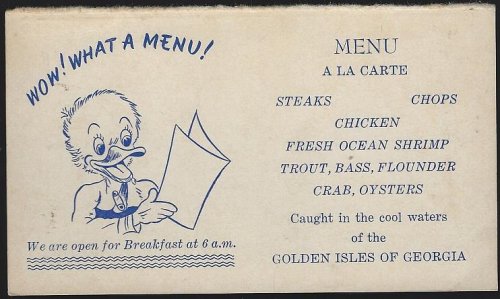 WOW! WHAT A MENU!
We are open for Breakfast at 6 a.m.
MENU
A LA CARTE
STEAKS CHOPS
CHICKEN
FRESH OCEAN SHRIMP
TROUT, BASS, FLOUNDER
CRAB, OYSTERS
Caught in the cool waters
of the
GOLDEN ISLES OF GEORGIA